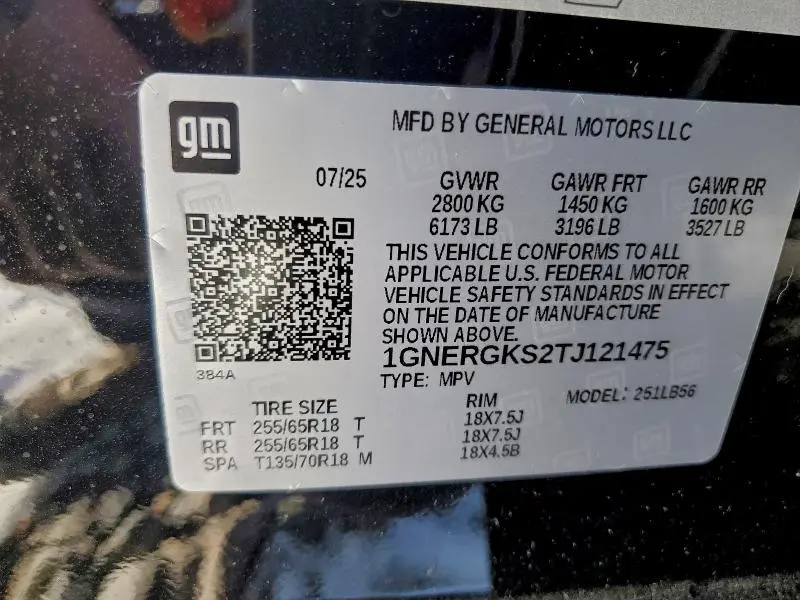 gm
MFD BY GENERAL MOTORS LLC
07/25
GVWR GAWR FRT GAWR RR
2800 KG 1450 KG 1600 KG
6173 LB 3196 LB 3527 LB
THIS VEHICLE CONFORMS TO ALL
APPLICABLE U.S. FEDERAL MOTOR
VEHICLE SAFETY STANDARDS IN EFFECT
ON THE DATE OF MANUFACTURE
SHOWN ABOVE.
1GNERGKS2TJ121475
384A
TYPE: MPV
MODEL: 251LB56
TIRE SIZE RIM
FRT 255/65R18 T 18X7.5J
RR 255/65R18 T 18X7.5J
SPA T135/70R18 M 18X4.5B